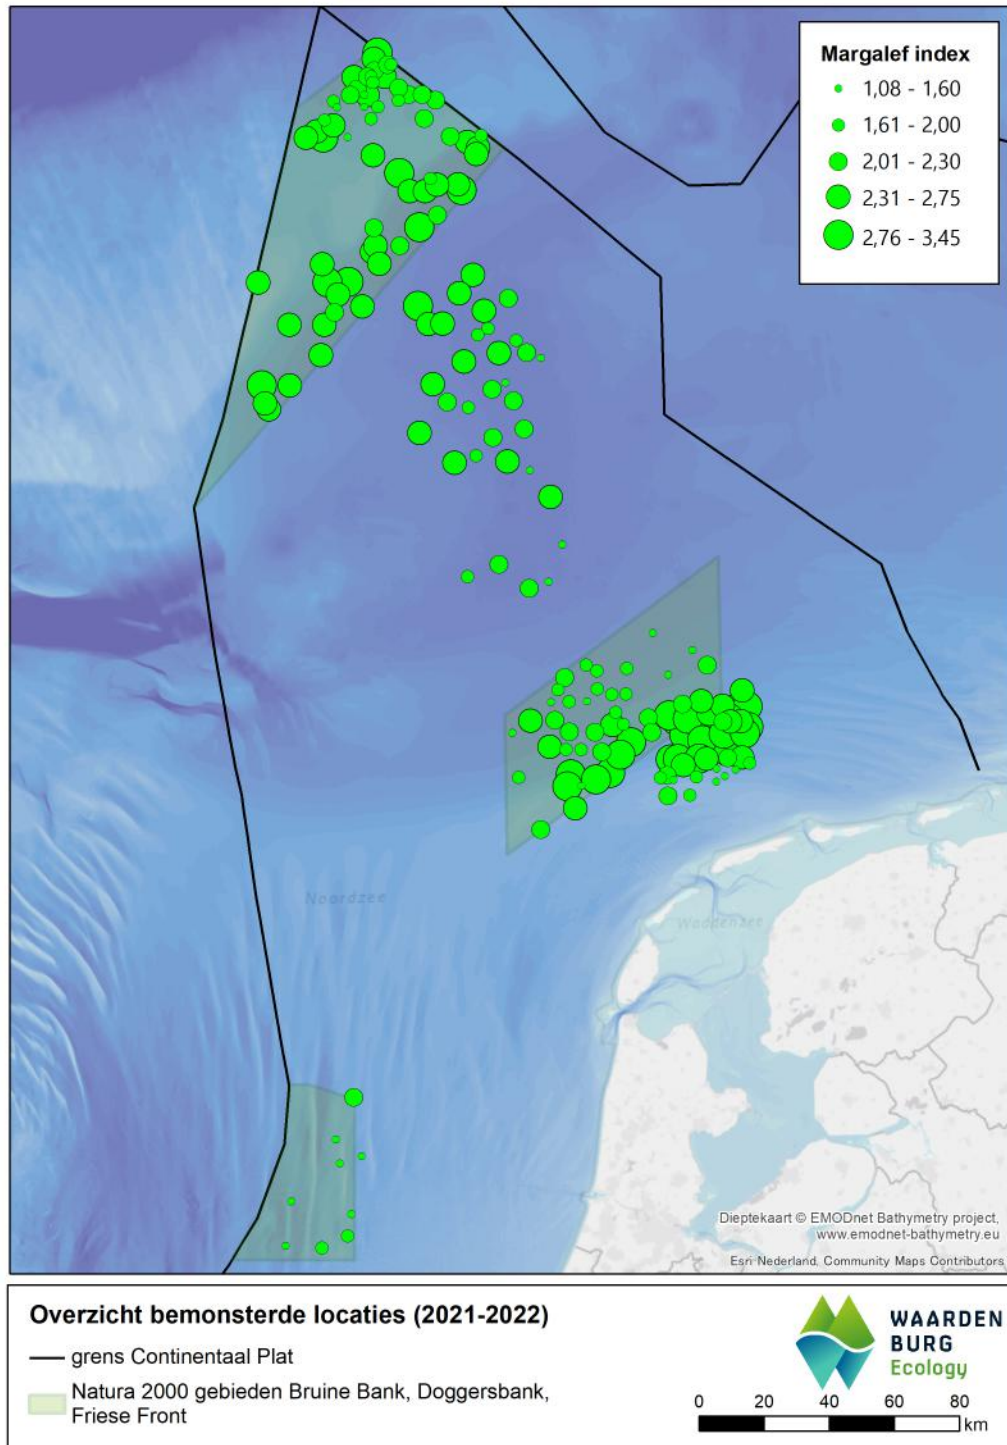 Margalef index
1,08 - 1,60
1,61 - 2,00
2,01 - 2,30
2,31 - 2,75
2,76 - 3,45
Noordzee
Waddenzee
Dieptekaart © EMODnet Bathymetry project,
www.emodnet-bathymetry.eu
Esri Nederland, Community Maps Contributors
Overzicht bemonsterde locaties (2021-2022)
grens Continentaal Plat
Natura 2000 gebieden Bruine Bank, Doggersbank,
Friese Front
WAARDEN
BURG
Ecology
0 20 40 60 80
km